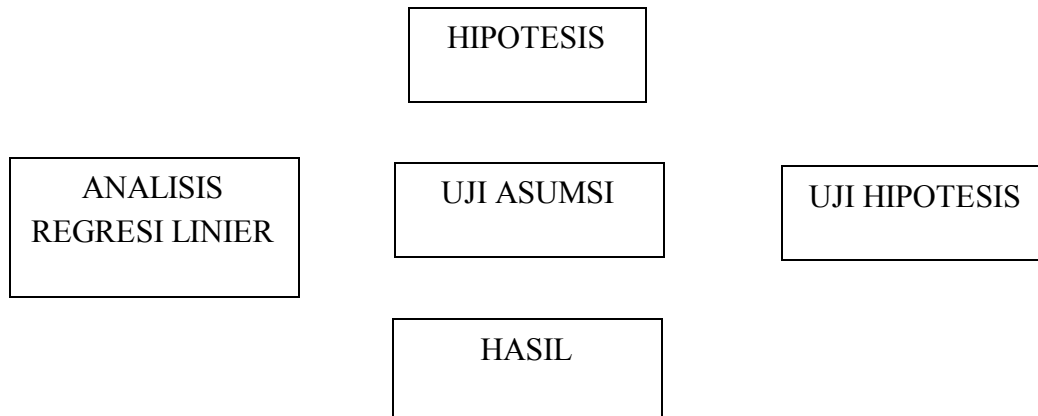 HIPOTESIS
ANALISIS
REGRESI LINIER
UJI ASUMSI
UJI HIPOTESIS
HASIL